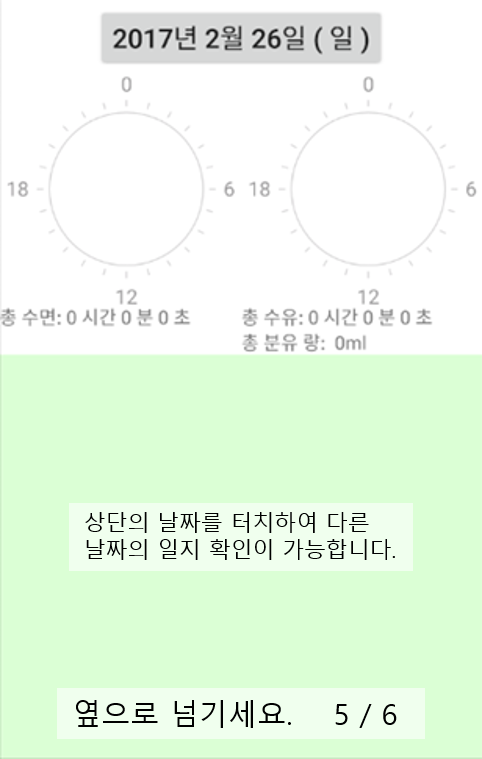 2017년 2월 26일 ( 일 )
0 0
18 6 18 6
12 12
총 수면: 0 시간 0 분 0 초 총 수유: 0 시간 0 분 0 초
총 분유 량: 0ml
상단의 날짜를 터치하여 다른
날짜의 일지 확인이 가능합니다.
옆으로 넘기세요. 5 / 6